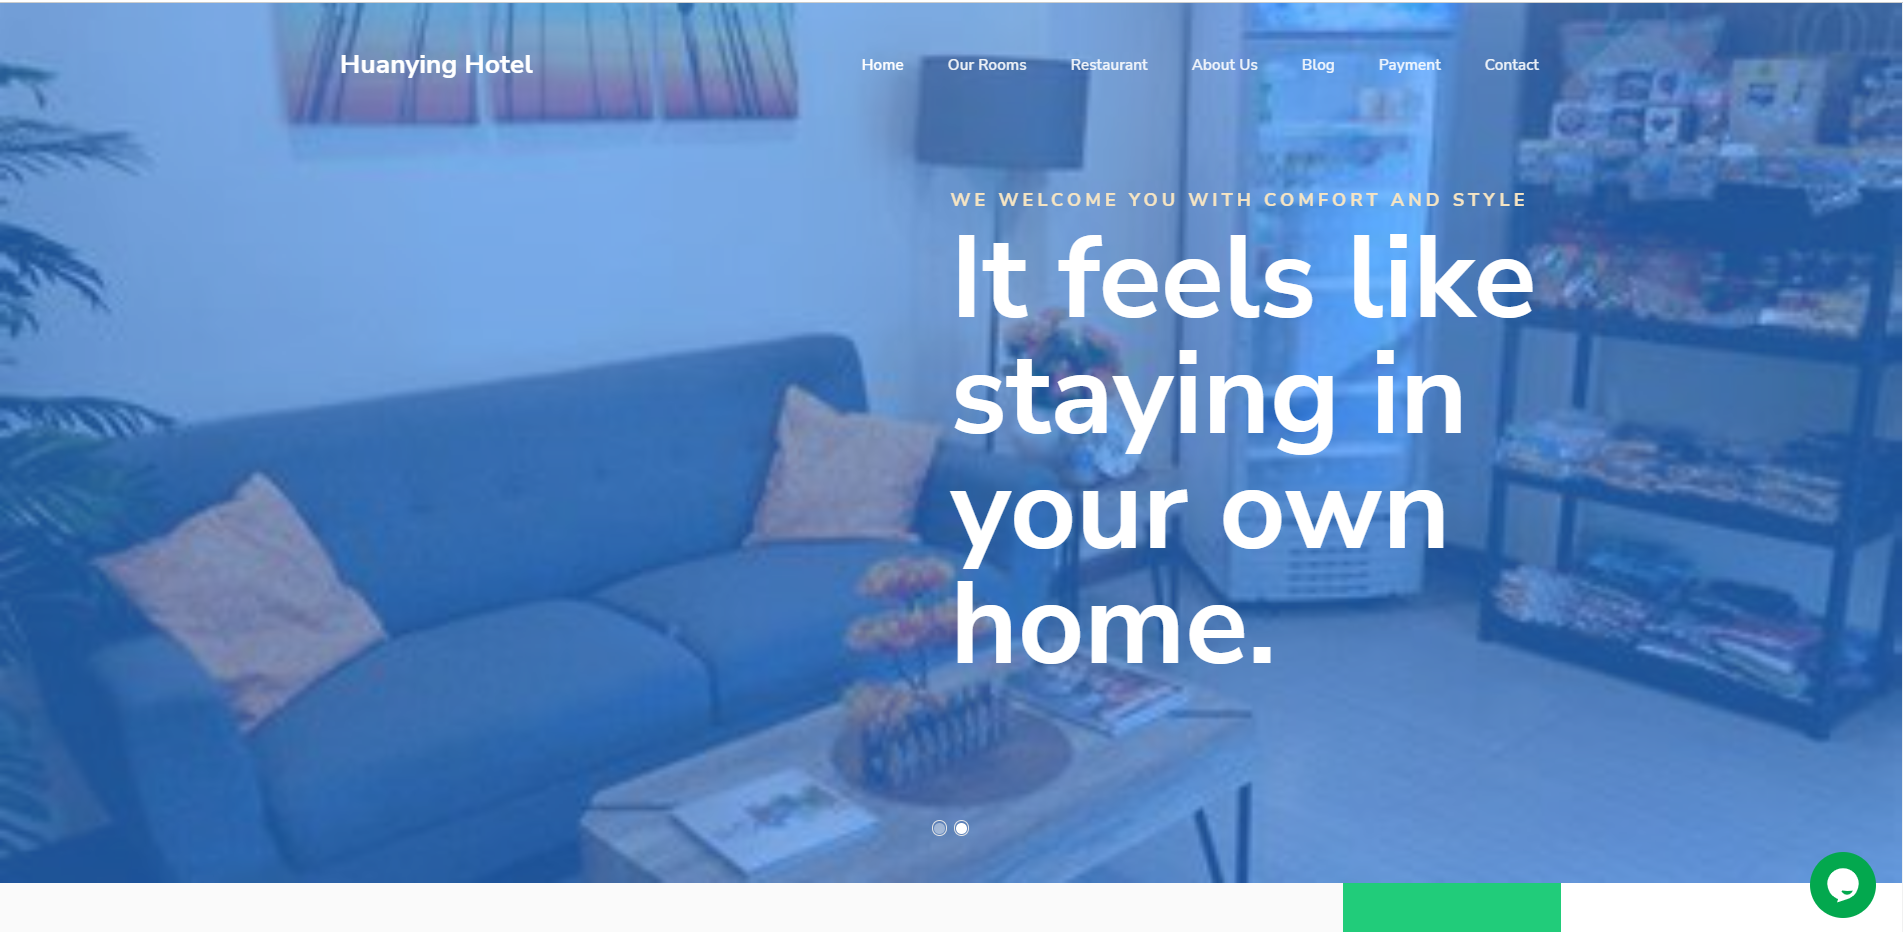 Huanying Hotel
Home Our Rooms Restaurant About Us Blog Payment Contact
WE WELCOME YOU WITH COMFORT AND STYLE
It feels like
staying in
your own
home.